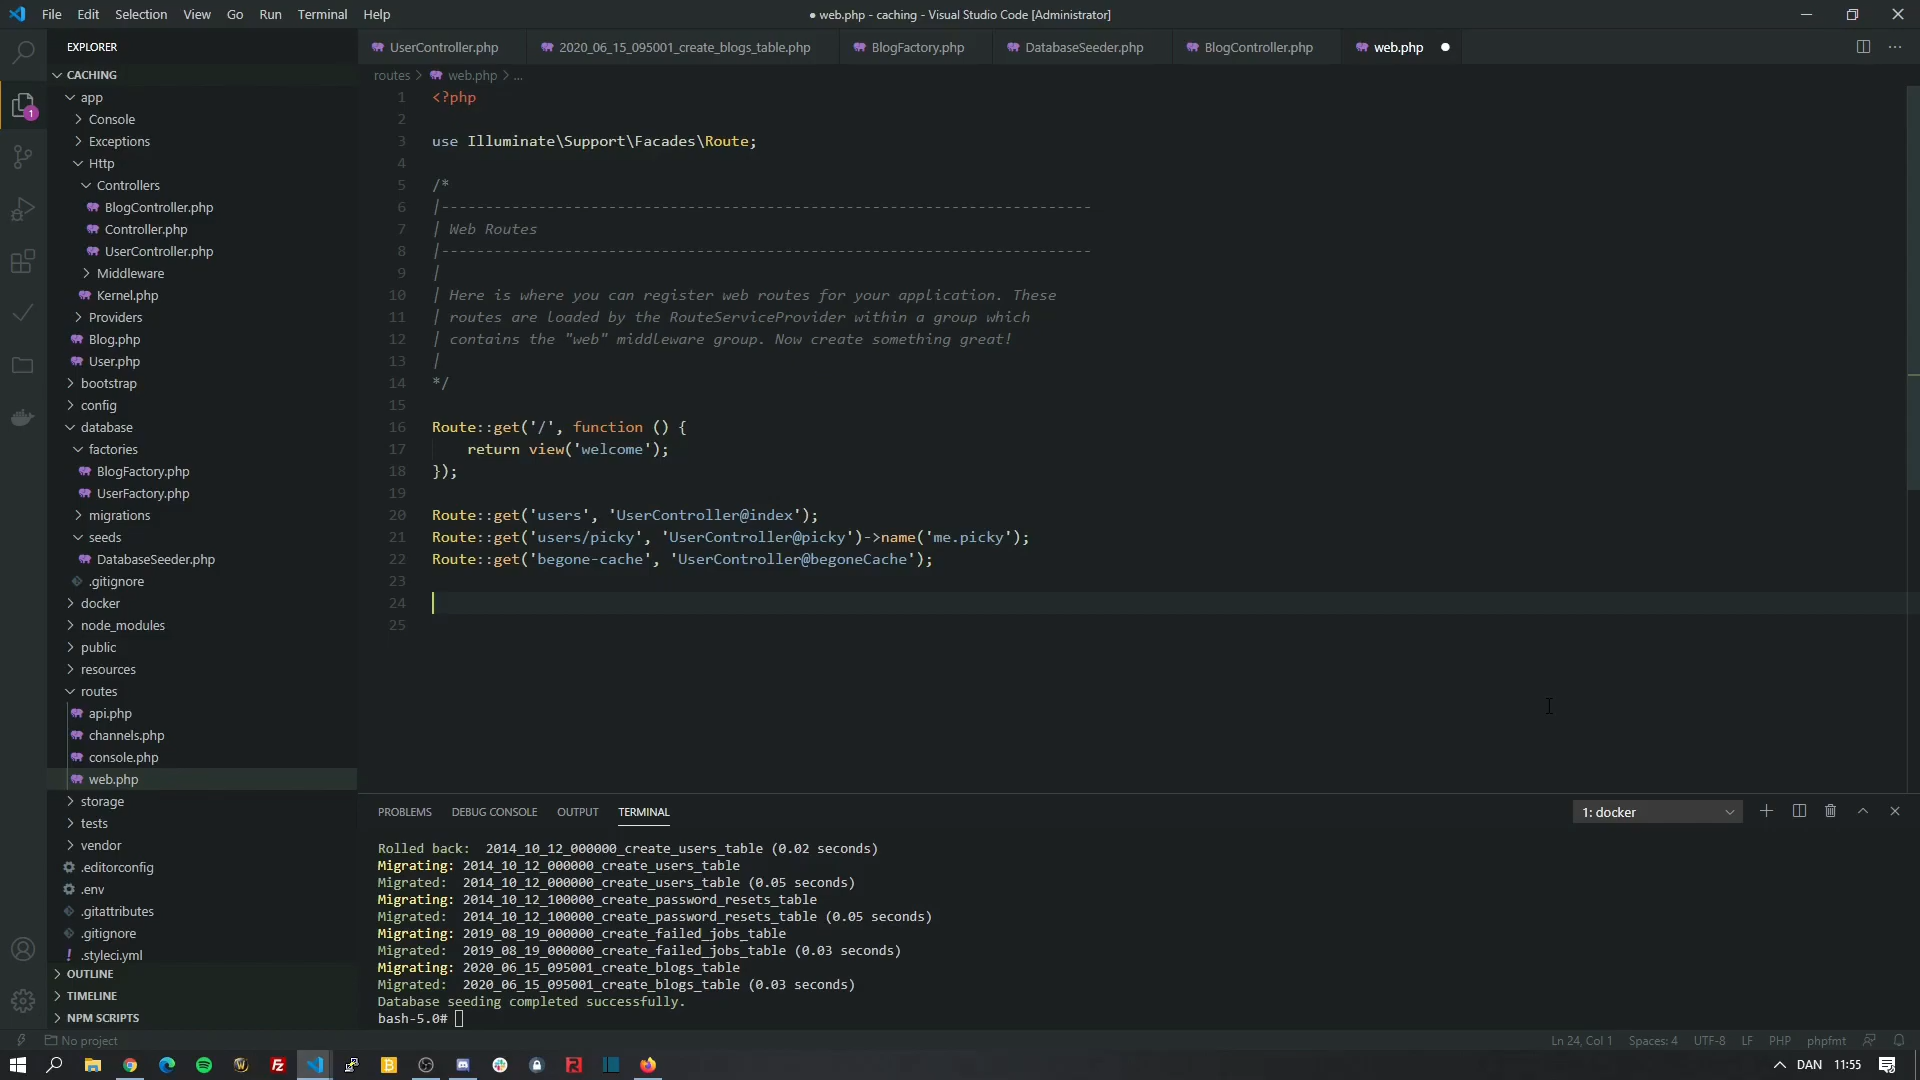 File Edit Selection View Go Run Terminal Help
● web.php - caching - Visual Studio Code [Administrator]
EXPLORER
CACHING
app
Console
Exceptions
Http
Controllers
BlogController.php
Controller.php
UserController.php
Middleware
Kernel.php
Providers
Blog.php
User.php
bootstrap
config
database
factories
BlogFactory.php
UserFactory.php
migrations
seeds
DatabaseSeeder.php
.gitignore
docker
node_modules
public
resources
routes
api.php
channels.php
console.php
web.php
storage
tests
vendor
.editorconfig
.env
.gitattributes
.gitignore
! .styleci.yml
OUTLINE
TIMELINE
NPM SCRIPTS
1
UserController.php 2020_06_15_095001_create_blogs_table.php BlogFactory.php DatabaseSeeder.php BlogController.php web.php ●
routes > web.php > ...
1 <?php
2
3 use Illuminate\Support\Facades\Route;
4
5 /*
6 |--------------------------------------------------------------------------
7 | Web Routes
8 |--------------------------------------------------------------------------
9 |
10 | Here is where you can register web routes for your application. These
11 | routes are loaded by the RouteServiceProvider within a group which
12 | contains the "web" middleware group. Now create something great!
13 |
14 */
15
16 Route::get('/', function () {
17 return view('welcome');
18 });
19
20 Route::get('users', 'UserController@index');
21 Route::get('users/picky', 'UserController@picky')->name('me.picky');
22 Route::get('begone-cache', 'UserController@begoneCache');
23
24
25
PROBLEMS DEBUG CONSOLE OUTPUT TERMINAL
1: docker
Rolled back: 2014_10_12_000000_create_users_table (0.02 seconds)
Migrating: 2014_10_12_000000_create_users_table
Migrated: 2014_10_12_000000_create_users_table (0.05 seconds)
Migrating: 2014_10_12_100000_create_password_resets_table
Migrated: 2014_10_12_100000_create_password_resets_table (0.05 seconds)
Migrating: 2019_08_19_000000_create_failed_jobs_table
Migrated: 2019_08_19_000000_create_failed_jobs_table (0.03 seconds)
Migrating: 2020_06_15_095001_create_blogs_table
Migrated: 2020_06_15_095001_create_blogs_table (0.03 seconds)
Database seeding completed successfully.
bash-5.0#
No project
Ln 24, Col 1 Spaces: 4 UTF-8 LF PHP phpfmt
DAN 11:55